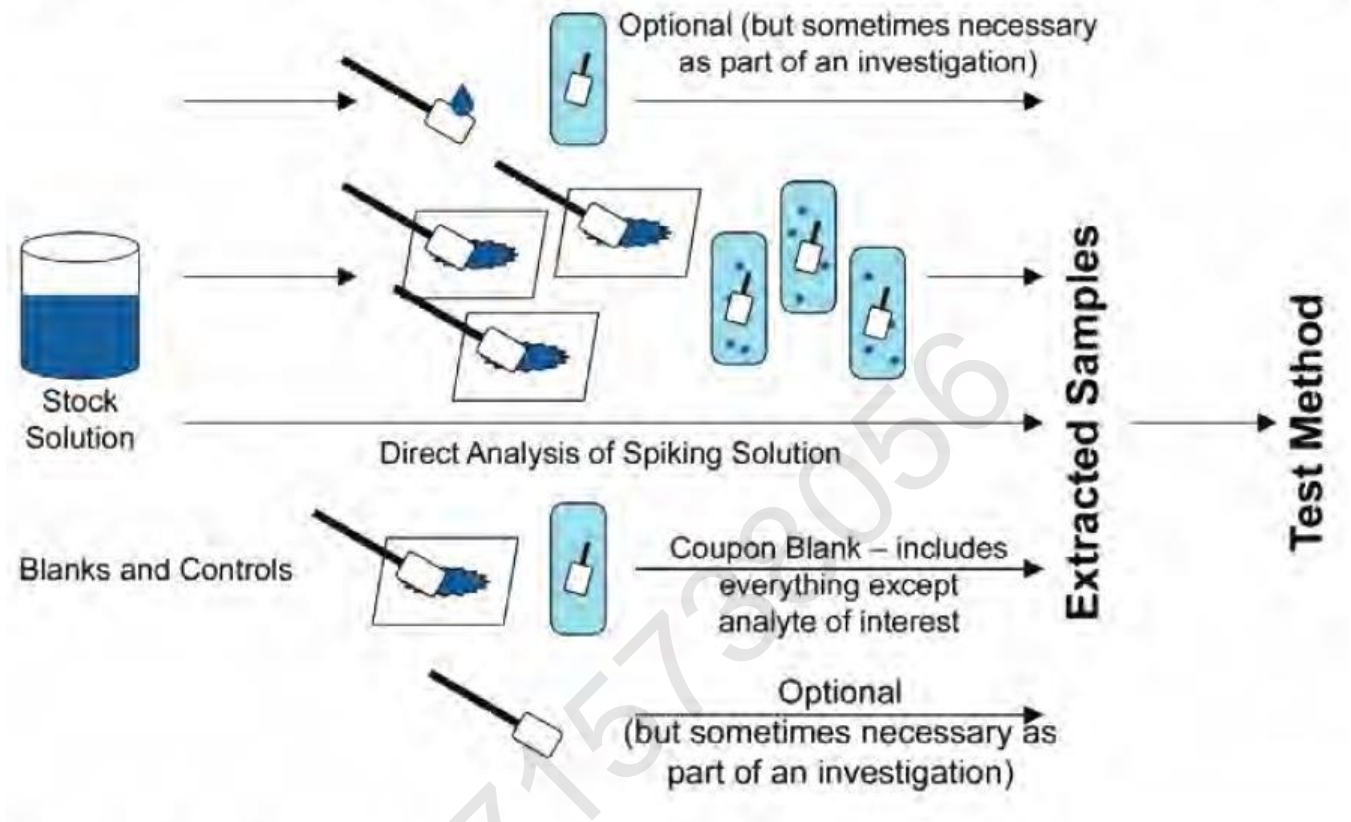 Optional (but sometimes necessary
as part of an investigation)
Stock
Solution
Direct Analysis of Spiking Solution
Blanks and Controls
Coupon Blank – includes
everything except
analyte of interest
Optional
(but sometimes necessary as
part of an investigation)
Extracted Samples
Test Method